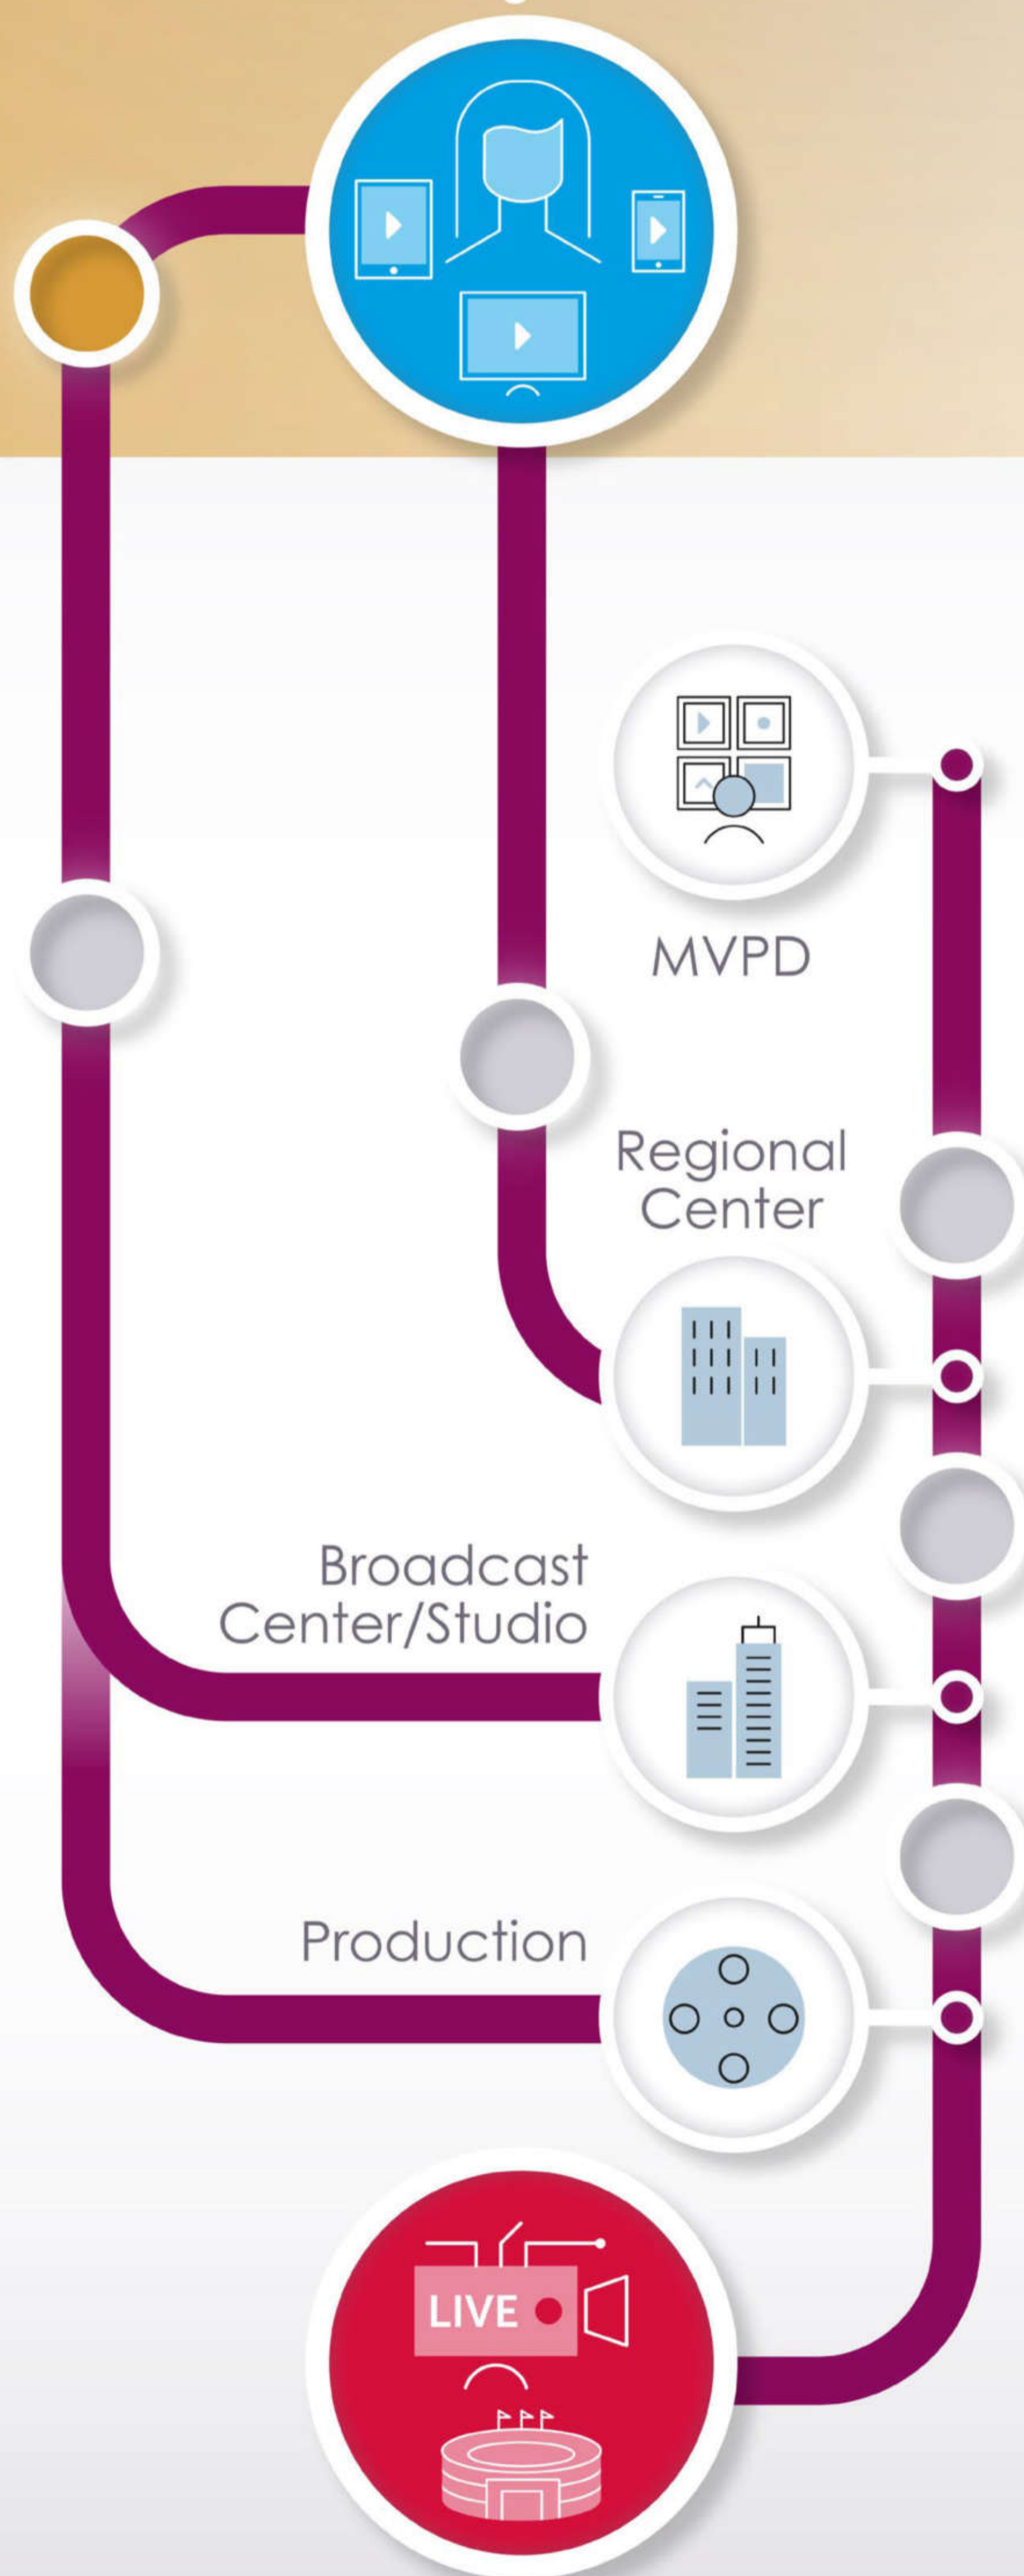 MVPD
Regional
Center
Broadcast
Center/Studio
Production
LIVE